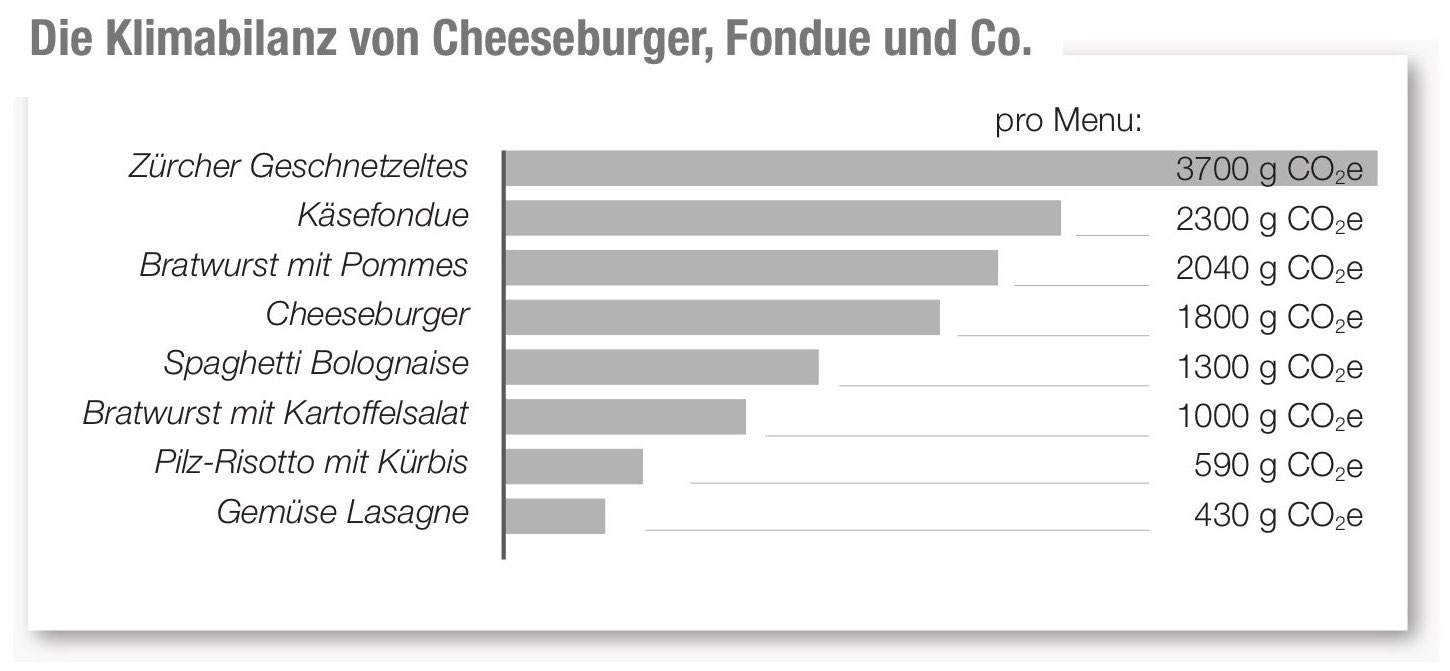 Die Klimabilanz von Cheeseburger, Fondue und Co.
pro Menu:
Zürcher Geschnetzeltes 3700 g CO₂e
Käsefondue 2300 g CO₂e
Bratwurst mit Pommes 2040 g CO₂e
Cheeseburger 1800 g CO₂e
Spaghetti Bolognaise 1300 g CO₂e
Bratwurst mit Kartoffelsalat 1000 g CO₂e
Pilz-Risotto mit Kürbis 590 g CO₂e
Gemüse Lasagne 430 g CO₂e